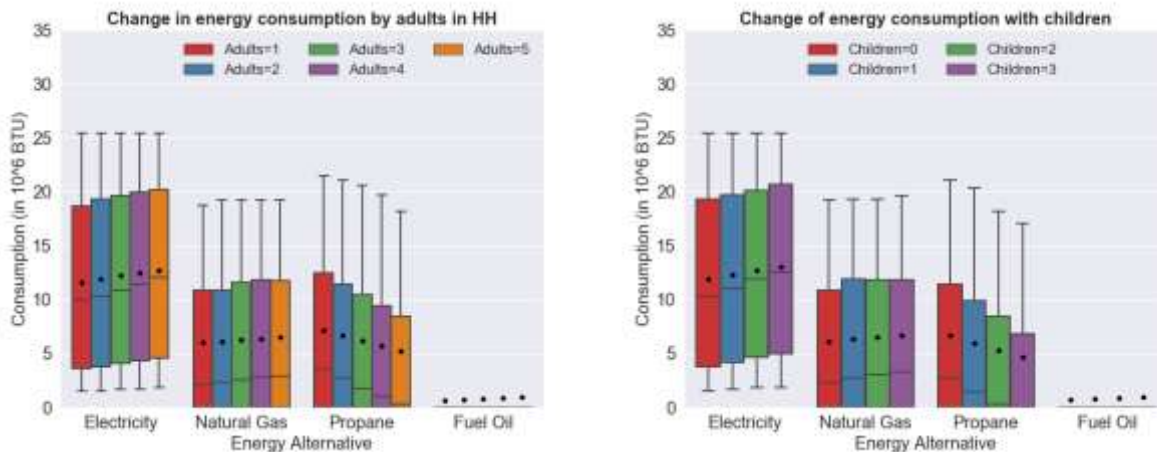 Change in energy consumption by adults in HH
35
30
25
20
15
10
5
0
Consumption (in 10^6 BTU)
Adults=1 Adults=3 Adults=5
Adults=2 Adults=4
Electricity Natural Gas Propane Fuel Oil
Energy Alternative
Change of energy consumption with children
35
30
25
20
15
10
5
0
Consumption (in 10^6 BTU)
Children=0 Children=2
Children=1 Children=3
Electricity Natural Gas Propane Fuel Oil
Energy Alternative